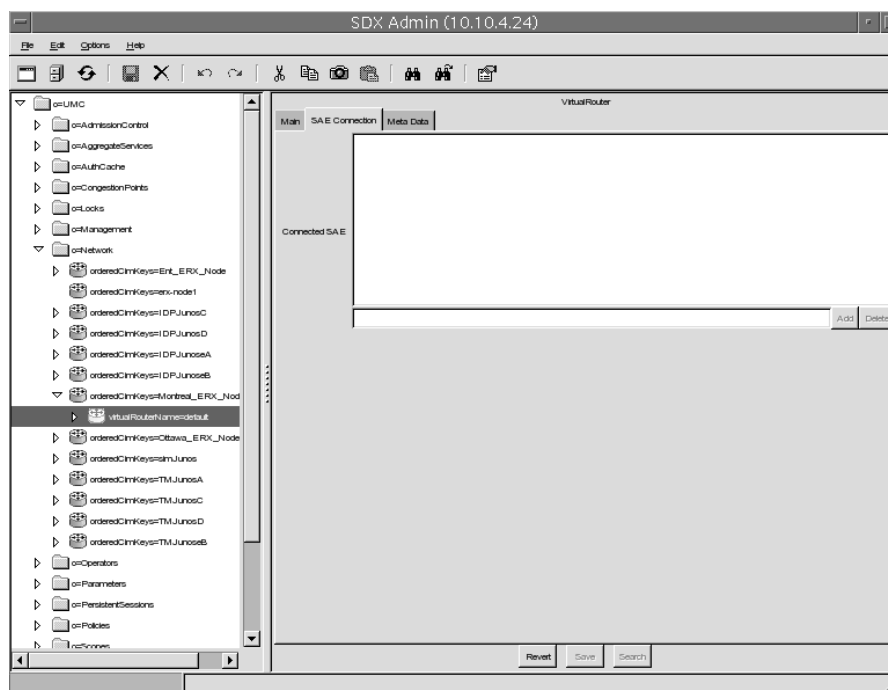 SDX Admin (10.10.4.24)
File Edit Options Help
o=UMC
o=AdmissionControl
o=AggregateServices
o=AuthCache
o=CongestionPoints
o=Locks
o=Management
o=Network
orderedCimKeys=Ent_ERX_Node
orderedCimKeys=erx-node1
orderedCimKeys=IDPJunosC
orderedCimKeys=IDPJunosD
orderedCimKeys=IDPJunoseA
orderedCimKeys=IDPJunoseB
orderedCimKeys=Montreal_ERX_Nod
virtualRouterName=default
orderedCimKeys=Ottawa_ERX_Node
orderedCimKeys=simJunos
orderedCimKeys=TMJunosA
orderedCimKeys=TMJunosC
orderedCimKeys=TMJunosD
orderedCimKeys=TMJunoseB
o=Operators
o=Parameters
o=PersistentSessions
o=Policies
o=Scopes
VirtualRouter
Main SAE Connection Meta Data
Connected SAE
Add Delete
Revert Save Search